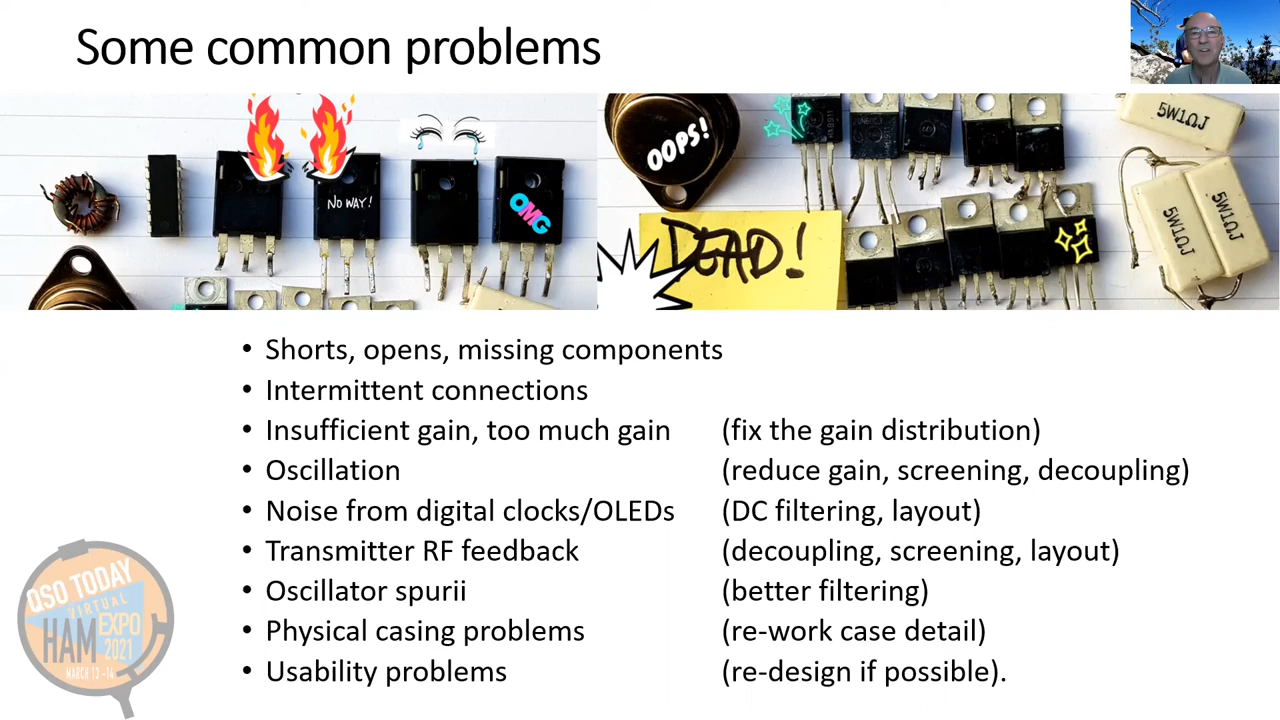 Some common problems
NO WAY!
OMG
OOPS!
DEAD!
5W1ΩJ
5W1ΩJ
5W1ΩJ
• Shorts, opens, missing components
• Intermittent connections
• Insufficient gain, too much gain (fix the gain distribution)
• Oscillation (reduce gain, screening, decoupling)
• Noise from digital clocks/OLEDs (DC filtering, layout)
• Transmitter RF feedback (decoupling, screening, layout)
• Oscillator spurii (better filtering)
• Physical casing problems (re-work case detail)
• Usability problems (re-design if possible).
QSO TODAY
VIRTUAL
HAM EXPO
2021
MARCH 13-14